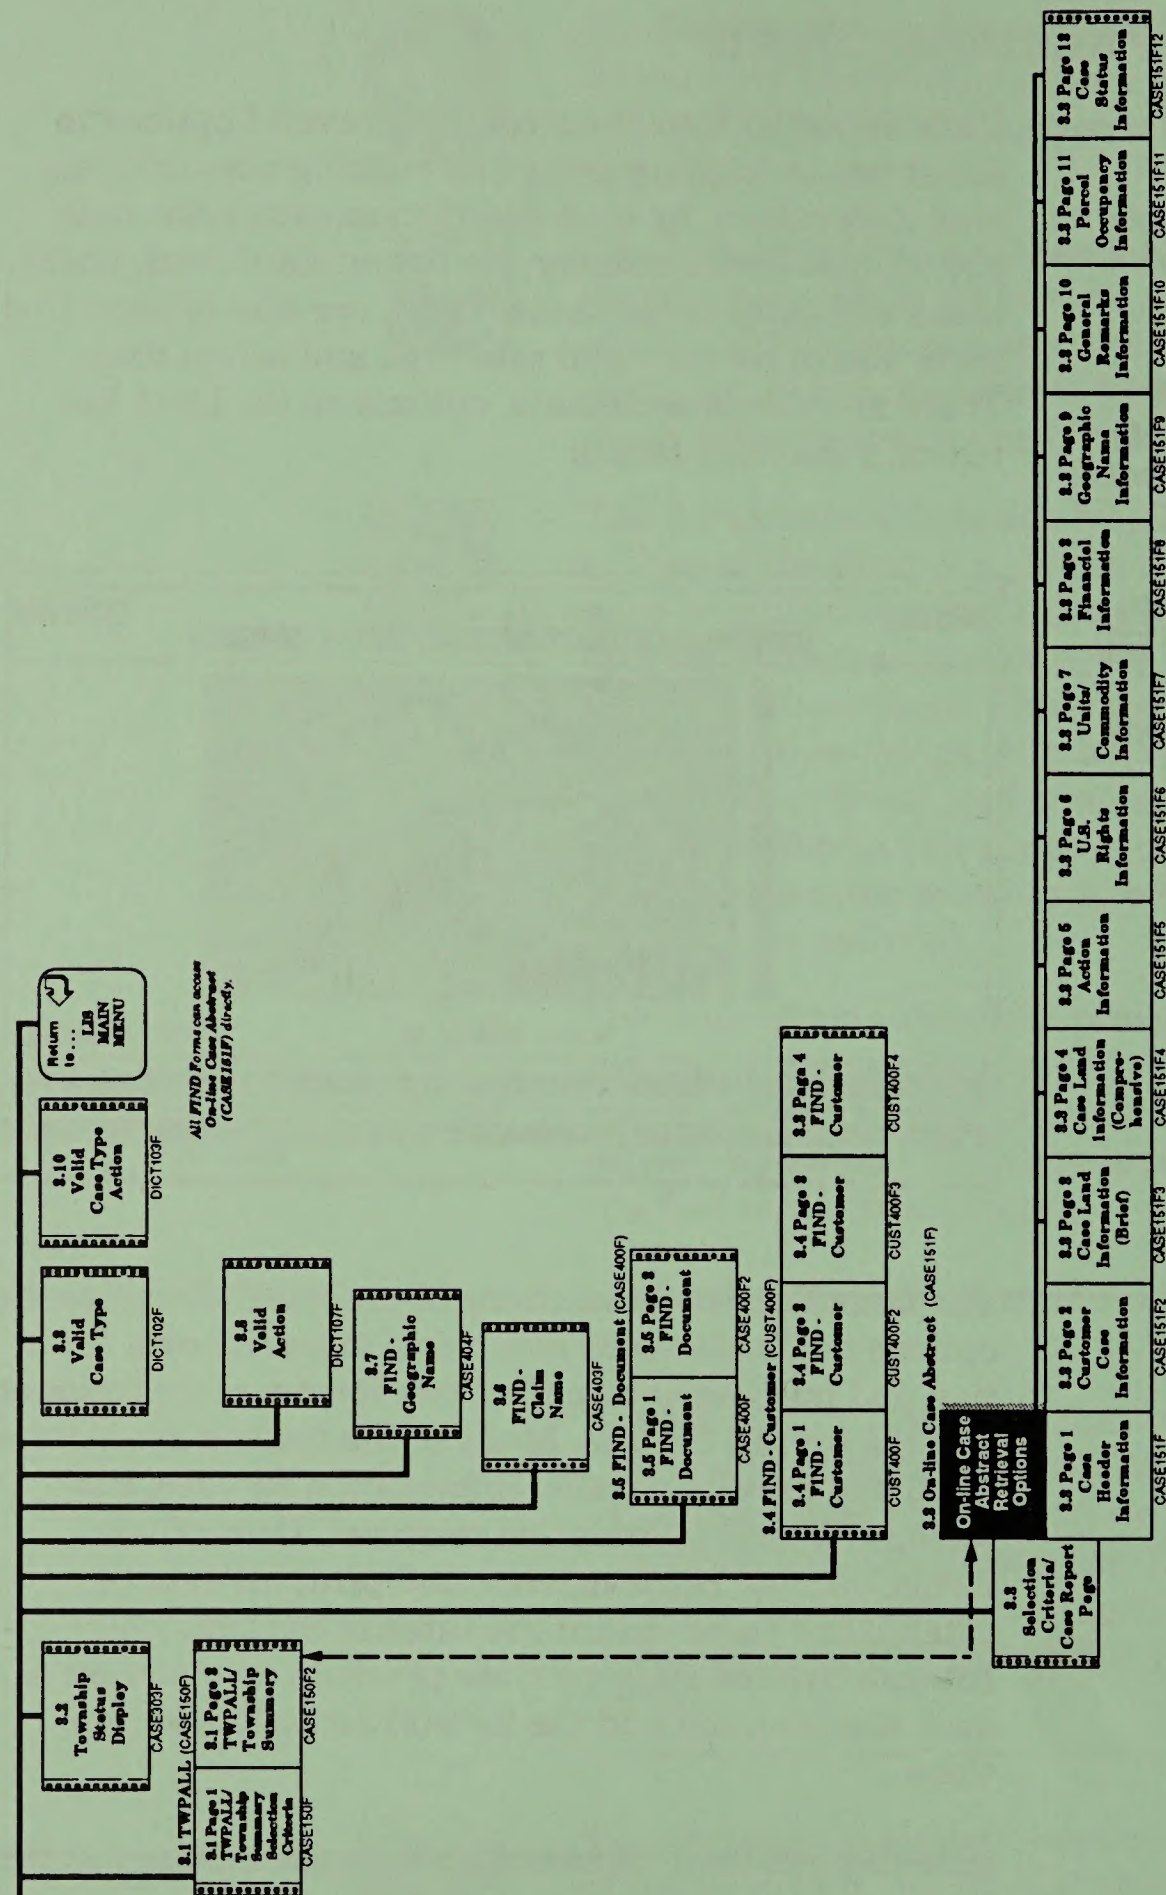 2.2
Township
Status
Display
CASE303F
2.3
Valid
Case Type
DICT102F
2.10
Valid
Case Type
Action
DICT103F
Return
to...
LIS
MAIN
MENU
2.1 TWPALL (CASE150F)
2.1 Page 1
TWPALL/
Township
Summary
Selection
Criteria
CASE150F
2.1 Page 2
TWPALL/
Township
Summary
CASE150F2
2.8
Valid
Action
DICT107F
All FIND Forms can access
On-line Case Abstract
(CASE151F) directly.
2.7
FIND -
Geographic
Name
CASE404F
2.6
FIND -
Claim
Name
CASE403F
2.5 FIND - Document (CASE400F)
2.5 Page 1
FIND -
Document
CASE400F
2.5 Page 2
FIND -
Document
CASE400F2
2.4 FIND - Customer (CUST400F)
2.4 Page 1
FIND -
Customer
CUST400F
2.4 Page 2
FIND -
Customer
CUST400F2
2.4 Page 3
FIND -
Customer
CUST400F3
2.3 Page 4
FIND -
Customer
CUST400F4
2.3 On-line Case Abstract (CASE151F)
On-line Case
Abstract
Retrieval
Options
2.3
Selection
Criteria/
Case Report
Page
2.3 Page 1
Case
Header
Information
CASE151F
2.3 Page 2
Customer
Case
Information
CASE151F2
2.3 Page 3
Case Land
Information
(Brief)
CASE151F3
2.3 Page 4
Case Land
Information
(Compre-
hensive)
CASE151F4
2.3 Page 5
Action
Information
CASE151F5
2.3 Page 6
U.S.
Rights
Information
CASE151F6
2.3 Page 7
Units/
Commodity
Information
CASE151F7
2.3 Page 8
Financial
Information
CASE151F8
2.3 Page 9
Geographic
Name
Information
CASE151F9
2.3 Page 10
General
Remarks
Information
CASE151F10
2.3 Page 11
Parcel
Occupancy
Information
CASE151F11
2.3 Page 12
Case
Status
Information
CASE151F12